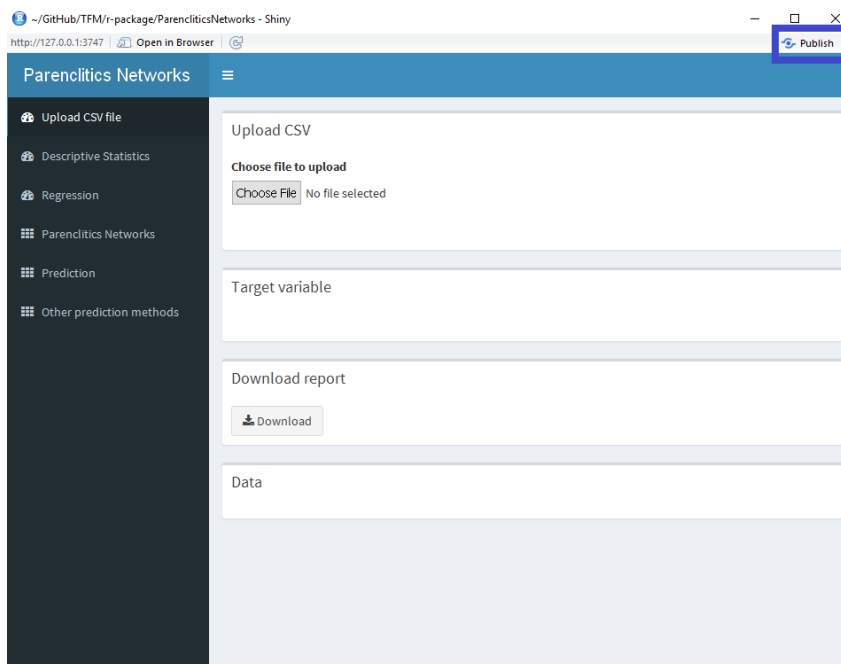 ~/GitHub/TFM/r-package/ParencliticsNetworks - Shiny
http://127.0.0.1:3747 Open in Browser Publish
Parenclitics Networks
Upload CSV file
Descriptive Statistics
Regression
Parenclitics Networks
Prediction
Other prediction methods
Upload CSV
Choose file to upload
Choose File No file selected
Target variable
Download report
Download
Data